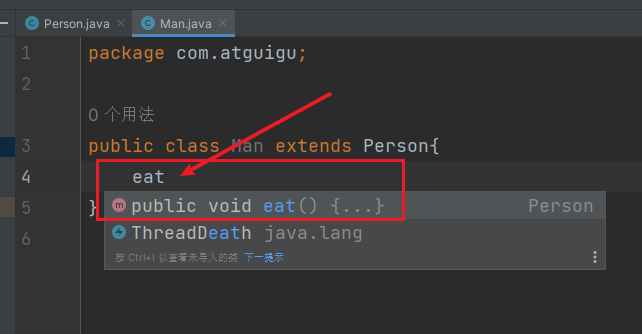 Person.java Man.java
1 package com.atguigu;
2
0 个用法
3 public class Man extends Person{
4 eat
public void eat() {...} Person
5 }
ThreadDeath java.lang
6
按 Ctrl+I 以查看未导入的类 下一提示